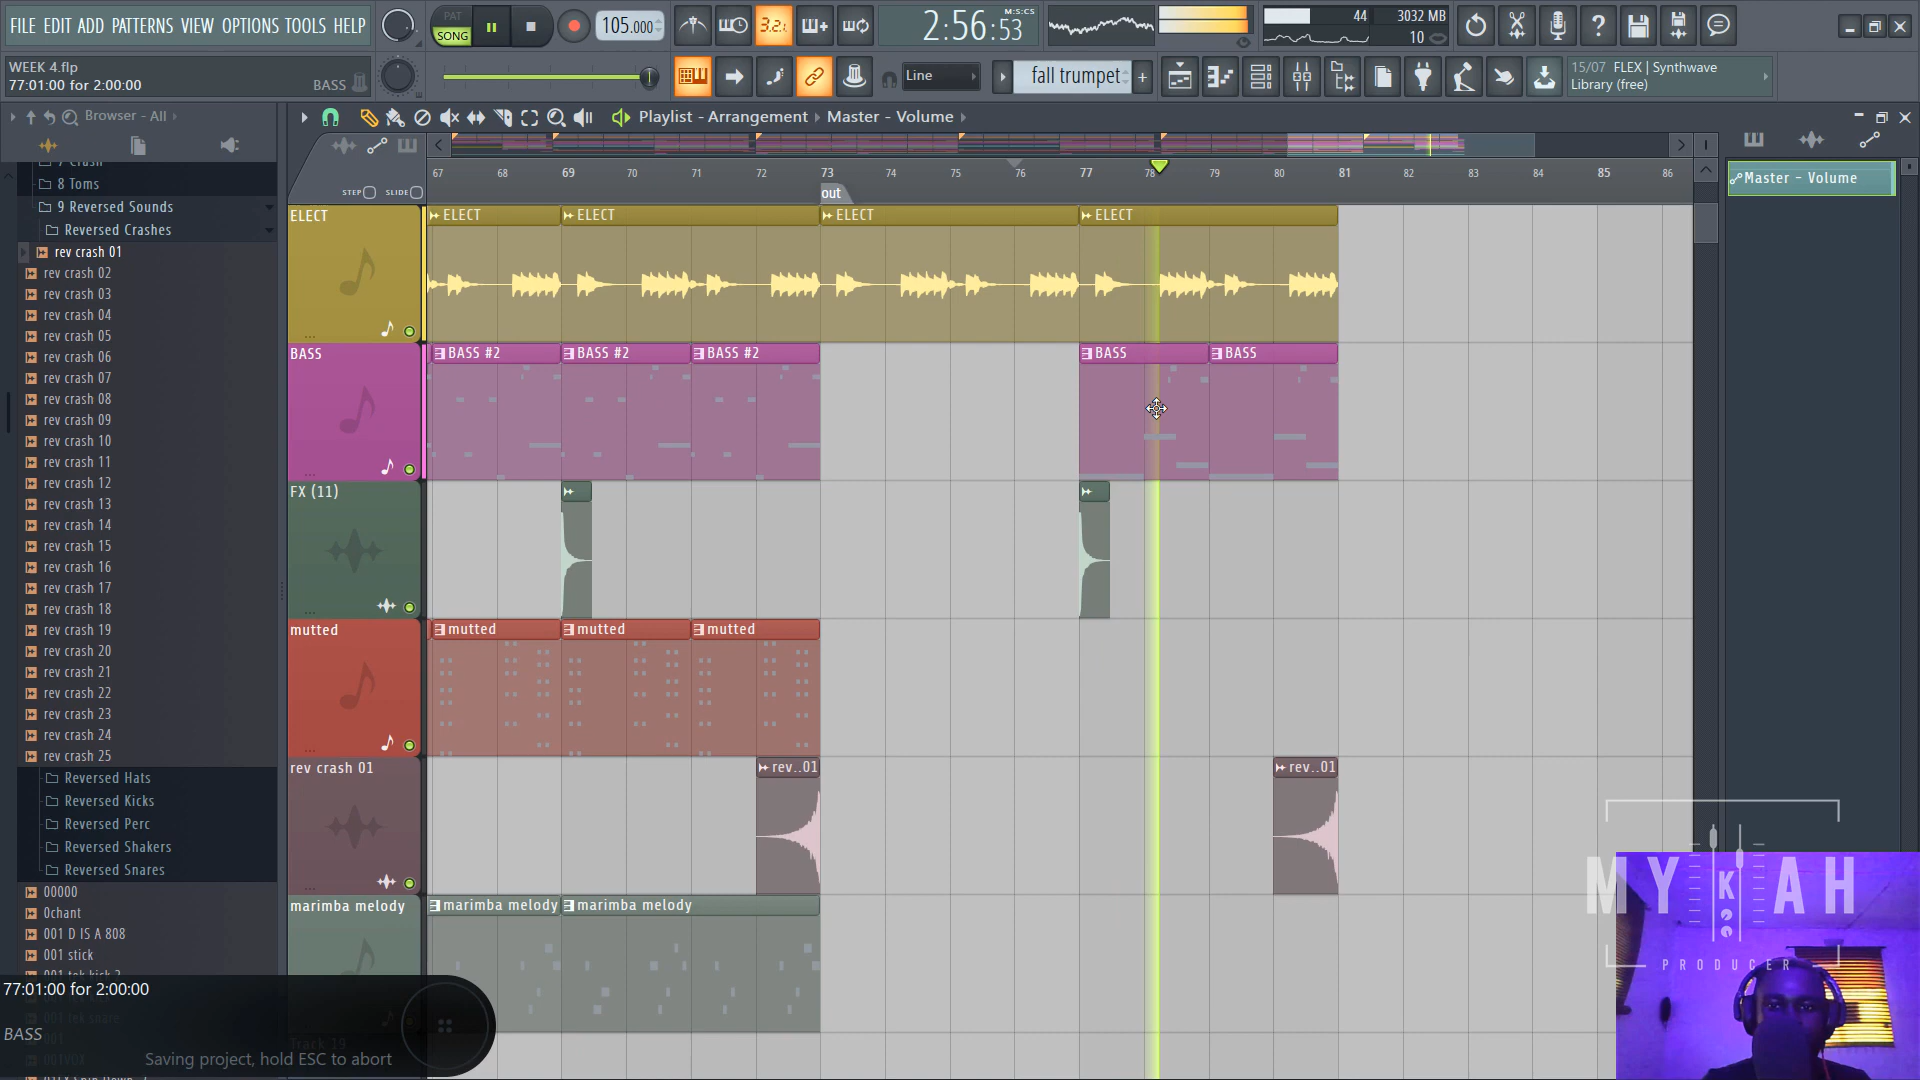 FILE EDIT ADD PATTERNS VIEW OPTIONS TOOLS HELP
PAT
SONG
105.000
3.2.1
2:56:53
M:S:CS
44
3032 MB
10
WEEK 4.flp
77:01:00 for 2:00:00
BASS
Line
fall trumpet
15/07 FLEX | Synthwave
Library (free)
Browser - All
Playlist - Arrangement
Master - Volume
STEP
SLIDE
67 68 69 70 71 72 73 74 75 76 77 78 79 80 81 82 83 84 85 86
out
Master - Volume
8 Toms
9 Reversed Sounds
Reversed Crashes
rev crash 01
rev crash 02
rev crash 03
rev crash 04
rev crash 05
rev crash 06
rev crash 07
rev crash 08
rev crash 09
rev crash 10
rev crash 11
rev crash 12
rev crash 13
rev crash 14
rev crash 15
rev crash 16
rev crash 17
rev crash 18
rev crash 19
rev crash 20
rev crash 21
rev crash 22
rev crash 23
rev crash 24
rev crash 25
Reversed Hats
Reversed Kicks
Reversed Perc
Reversed Shakers
Reversed Snares
00000
0chant
001 D IS A 808
001 stick
ELECT
ELECT
ELECT
ELECT
ELECT
BASS
BASS #2
BASS #2
BASS #2
BASS
BASS
FX (11)
mutted
mutted
mutted
mutted
rev crash 01
rev..01
rev..01
marimba melody
marimba melody
marimba melody
Track 19
77:01:00 for 2:00:00
BASS
Saving project, hold ESC to abort
MYKAH
PRODUCER